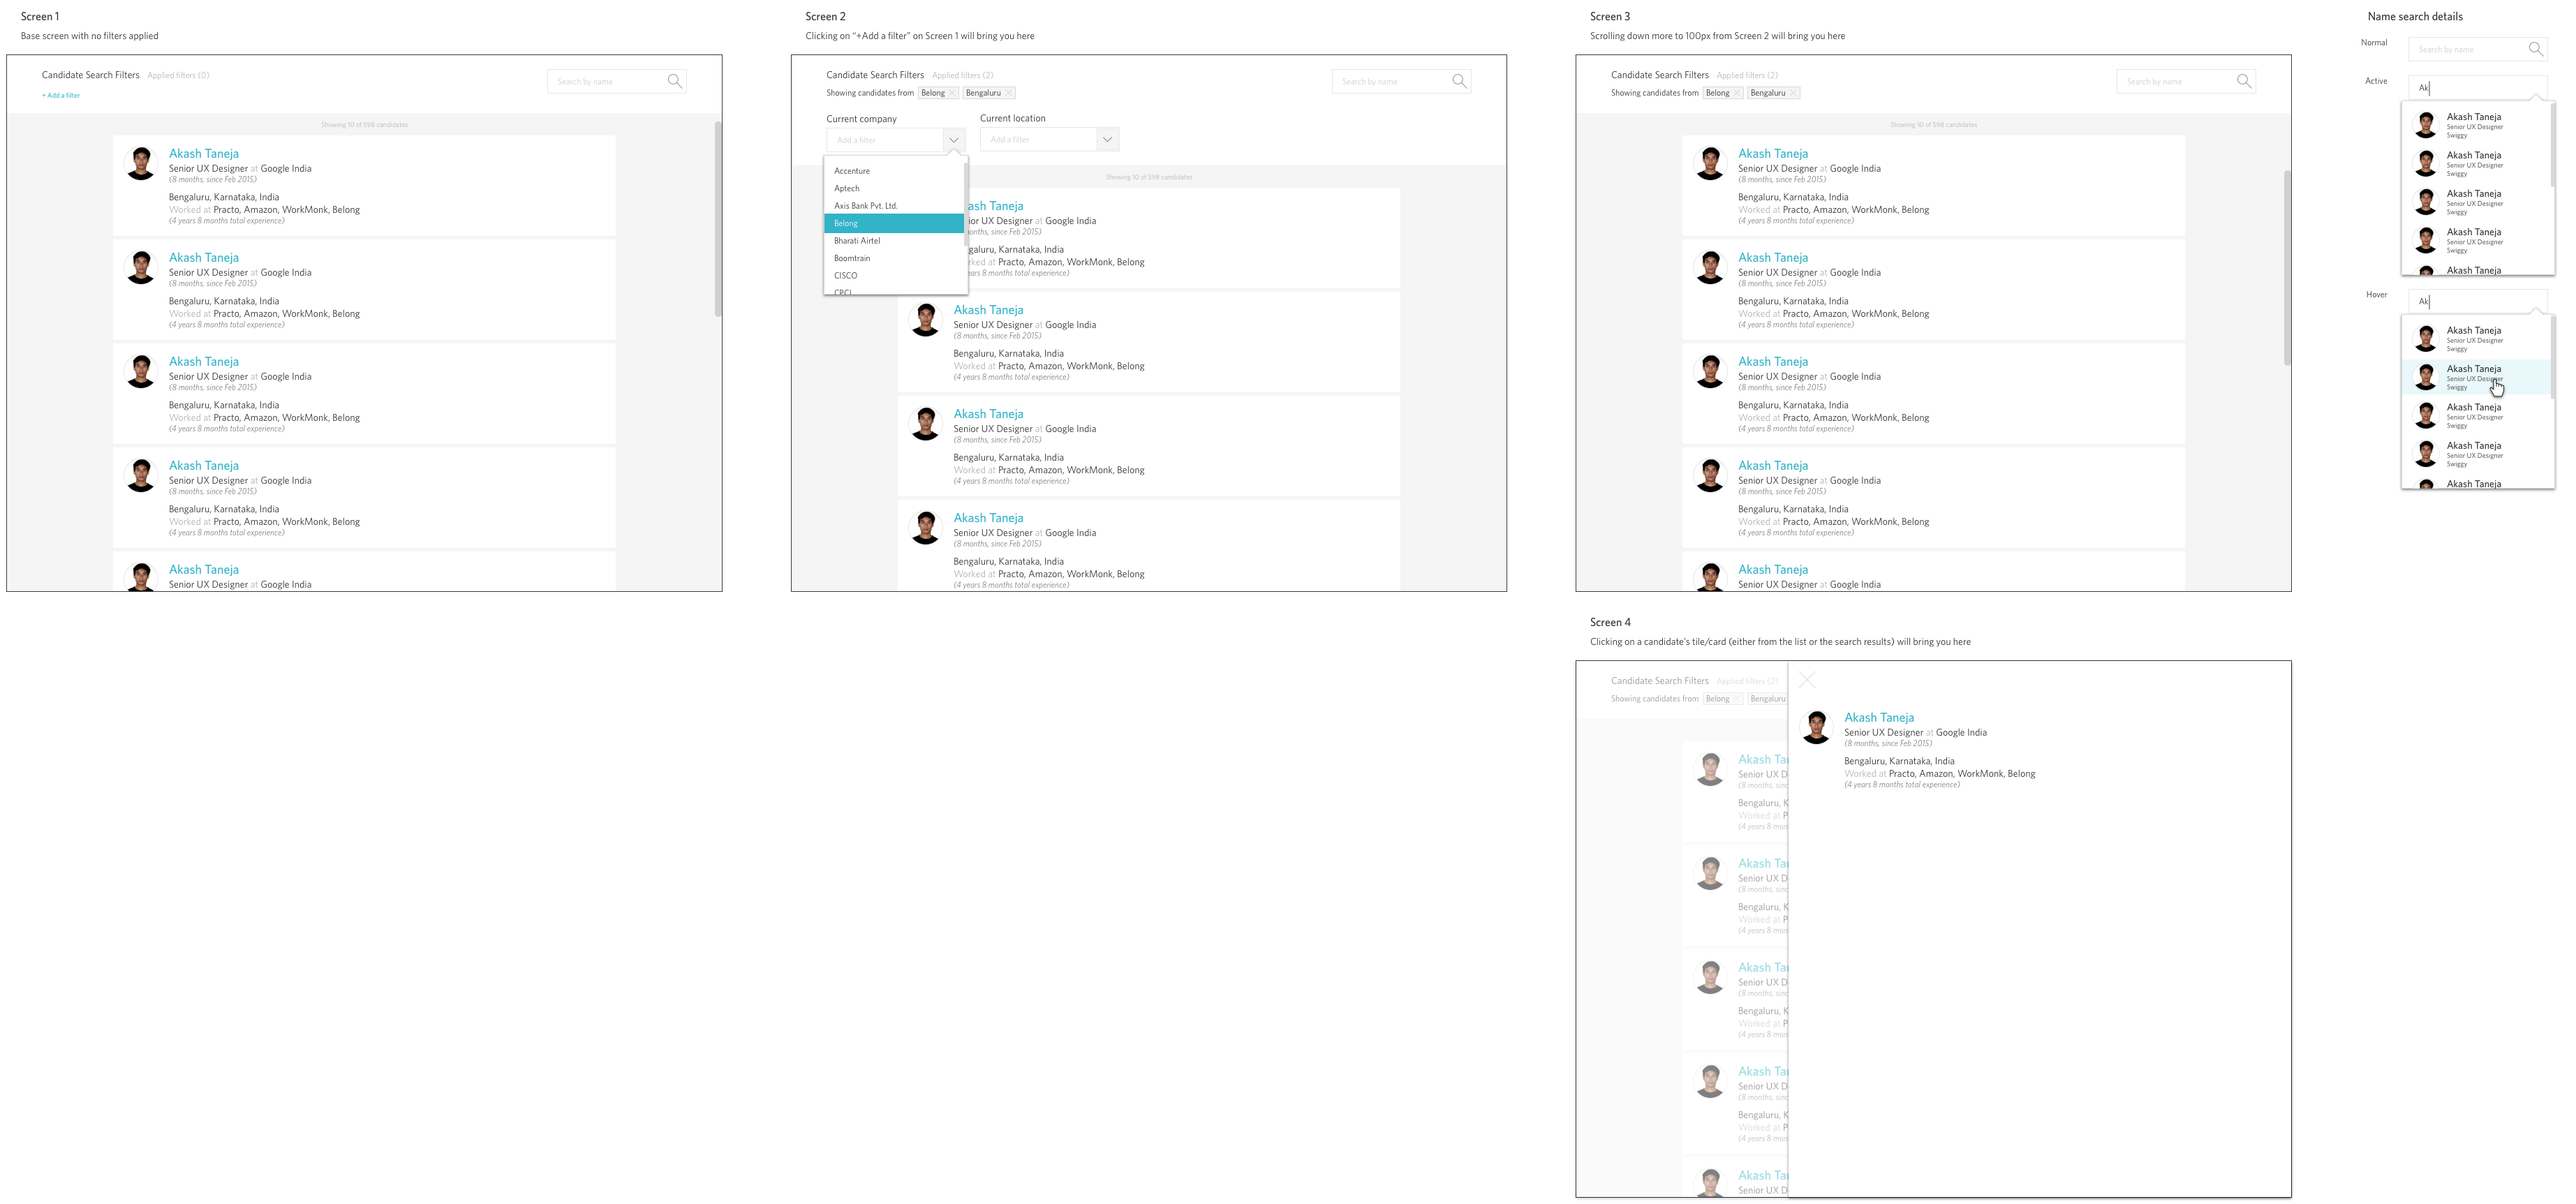 Screen 1
Base screen with no filters applied
Candidate Search Filters Applied filters (0)
+ Add a filter
Search by name
Showing 10 of 598 candidates
Akash Taneja
Senior UX Designer at Google India
(8 months, since Feb 2015)
Bengaluru, Karnataka, India
Worked at Practo, Amazon, WorkMonk, Belong
(4 years 8 months total experience)
Akash Taneja
Senior UX Designer at Google India
(8 months, since Feb 2015)
Bengaluru, Karnataka, India
Worked at Practo, Amazon, WorkMonk, Belong
(4 years 8 months total experience)
Akash Taneja
Senior UX Designer at Google India
(8 months, since Feb 2015)
Bengaluru, Karnataka, India
Worked at Practo, Amazon, WorkMonk, Belong
(4 years 8 months total experience)
Akash Taneja
Senior UX Designer at Google India
(8 months, since Feb 2015)
Bengaluru, Karnataka, India
Worked at Practo, Amazon, WorkMonk, Belong
(4 years 8 months total experience)
Akash Taneja
Senior UX Designer at Google India
Screen 2
Clicking on "+Add a filter" on Screen 1 will bring you here
Candidate Search Filters Applied filters (2)
Showing candidates from Belong Bengaluru
Search by name
Current company
Add a filter
Current location
Add a filter
Accenture
Aptech
Axis Bank Pvt. Ltd.
Belong
Bharati Airtel
Boomtrain
CISCO
CPCL
Showing 10 of 598 candidates
ash Taneja
ior UX Designer at Google India
onths, since Feb 2015)
galuru, Karnataka, India
ked at Practo, Amazon, WorkMonk, Belong
ears 8 months total experience)
Akash Taneja
Senior UX Designer at Google India
(8 months, since Feb 2015)
Bengaluru, Karnataka, India
Worked at Practo, Amazon, WorkMonk, Belong
(4 years 8 months total experience)
Akash Taneja
Senior UX Designer at Google India
(8 months, since Feb 2015)
Bengaluru, Karnataka, India
Worked at Practo, Amazon, WorkMonk, Belong
(4 years 8 months total experience)
Akash Taneja
Senior UX Designer at Google India
(8 months, since Feb 2015)
Bengaluru, Karnataka, India
Worked at Practo, Amazon, WorkMonk, Belong
(4 years 8 months total experience)
Screen 3
Scrolling down more to 100px from Screen 2 will bring you here
Candidate Search Filters Applied filters (2)
Showing candidates from Belong Bengaluru
Search by name
Showing 10 of 598 candidates
Akash Taneja
Senior UX Designer at Google India
(8 months, since Feb 2015)
Bengaluru, Karnataka, India
Worked at Practo, Amazon, WorkMonk, Belong
(4 years 8 months total experience)
Akash Taneja
Senior UX Designer at Google India
(8 months, since Feb 2015)
Bengaluru, Karnataka, India
Worked at Practo, Amazon, WorkMonk, Belong
(4 years 8 months total experience)
Akash Taneja
Senior UX Designer at Google India
(8 months, since Feb 2015)
Bengaluru, Karnataka, India
Worked at Practo, Amazon, WorkMonk, Belong
(4 years 8 months total experience)
Akash Taneja
Senior UX Designer at Google India
(8 months, since Feb 2015)
Bengaluru, Karnataka, India
Worked at Practo, Amazon, WorkMonk, Belong
(4 years 8 months total experience)
Akash Taneja
Senior UX Designer at Google India
Name search details
Normal
Search by name
Active
Ak
Akash Taneja
Senior UX Designer
Swiggy
Akash Taneja
Senior UX Designer
Swiggy
Akash Taneja
Senior UX Designer
Swiggy
Akash Taneja
Senior UX Designer
Swiggy
Akash Taneja
Hover
Ak
Akash Taneja
Senior UX Designer
Swiggy
Akash Taneja
Senior UX Designer
Swiggy
Akash Taneja
Senior UX Designer
Swiggy
Akash Taneja
Senior UX Designer
Swiggy
Akash Taneja
Screen 4
Clicking on a candidate's tile/card (either from the list or the search results) will bring you here
Candidate Search Filters Applied filters (2)
Showing candidates from Belong Bengaluru
Akash Ta
Senior UX D
(8 months, sinc
Bengaluru, K
Worked at P
(4 years 8 mon
Akash Ta
Senior UX D
(8 months, sinc
Bengaluru, K
Worked at P
(4 years 8 mon
Akash Ta
Senior UX D
(8 months, sinc
Bengaluru, K
Worked at P
(4 years 8 mon
Akash Ta
Senior UX D
(8 months, sinc
Bengaluru, K
Worked at P
(4 years 8 mon
Akash Ta
Senior UX D
Akash Taneja
Senior UX Designer at Google India
(8 months, since Feb 2015)
Bengaluru, Karnataka, India
Worked at Practo, Amazon, WorkMonk, Belong
(4 years 8 months total experience)